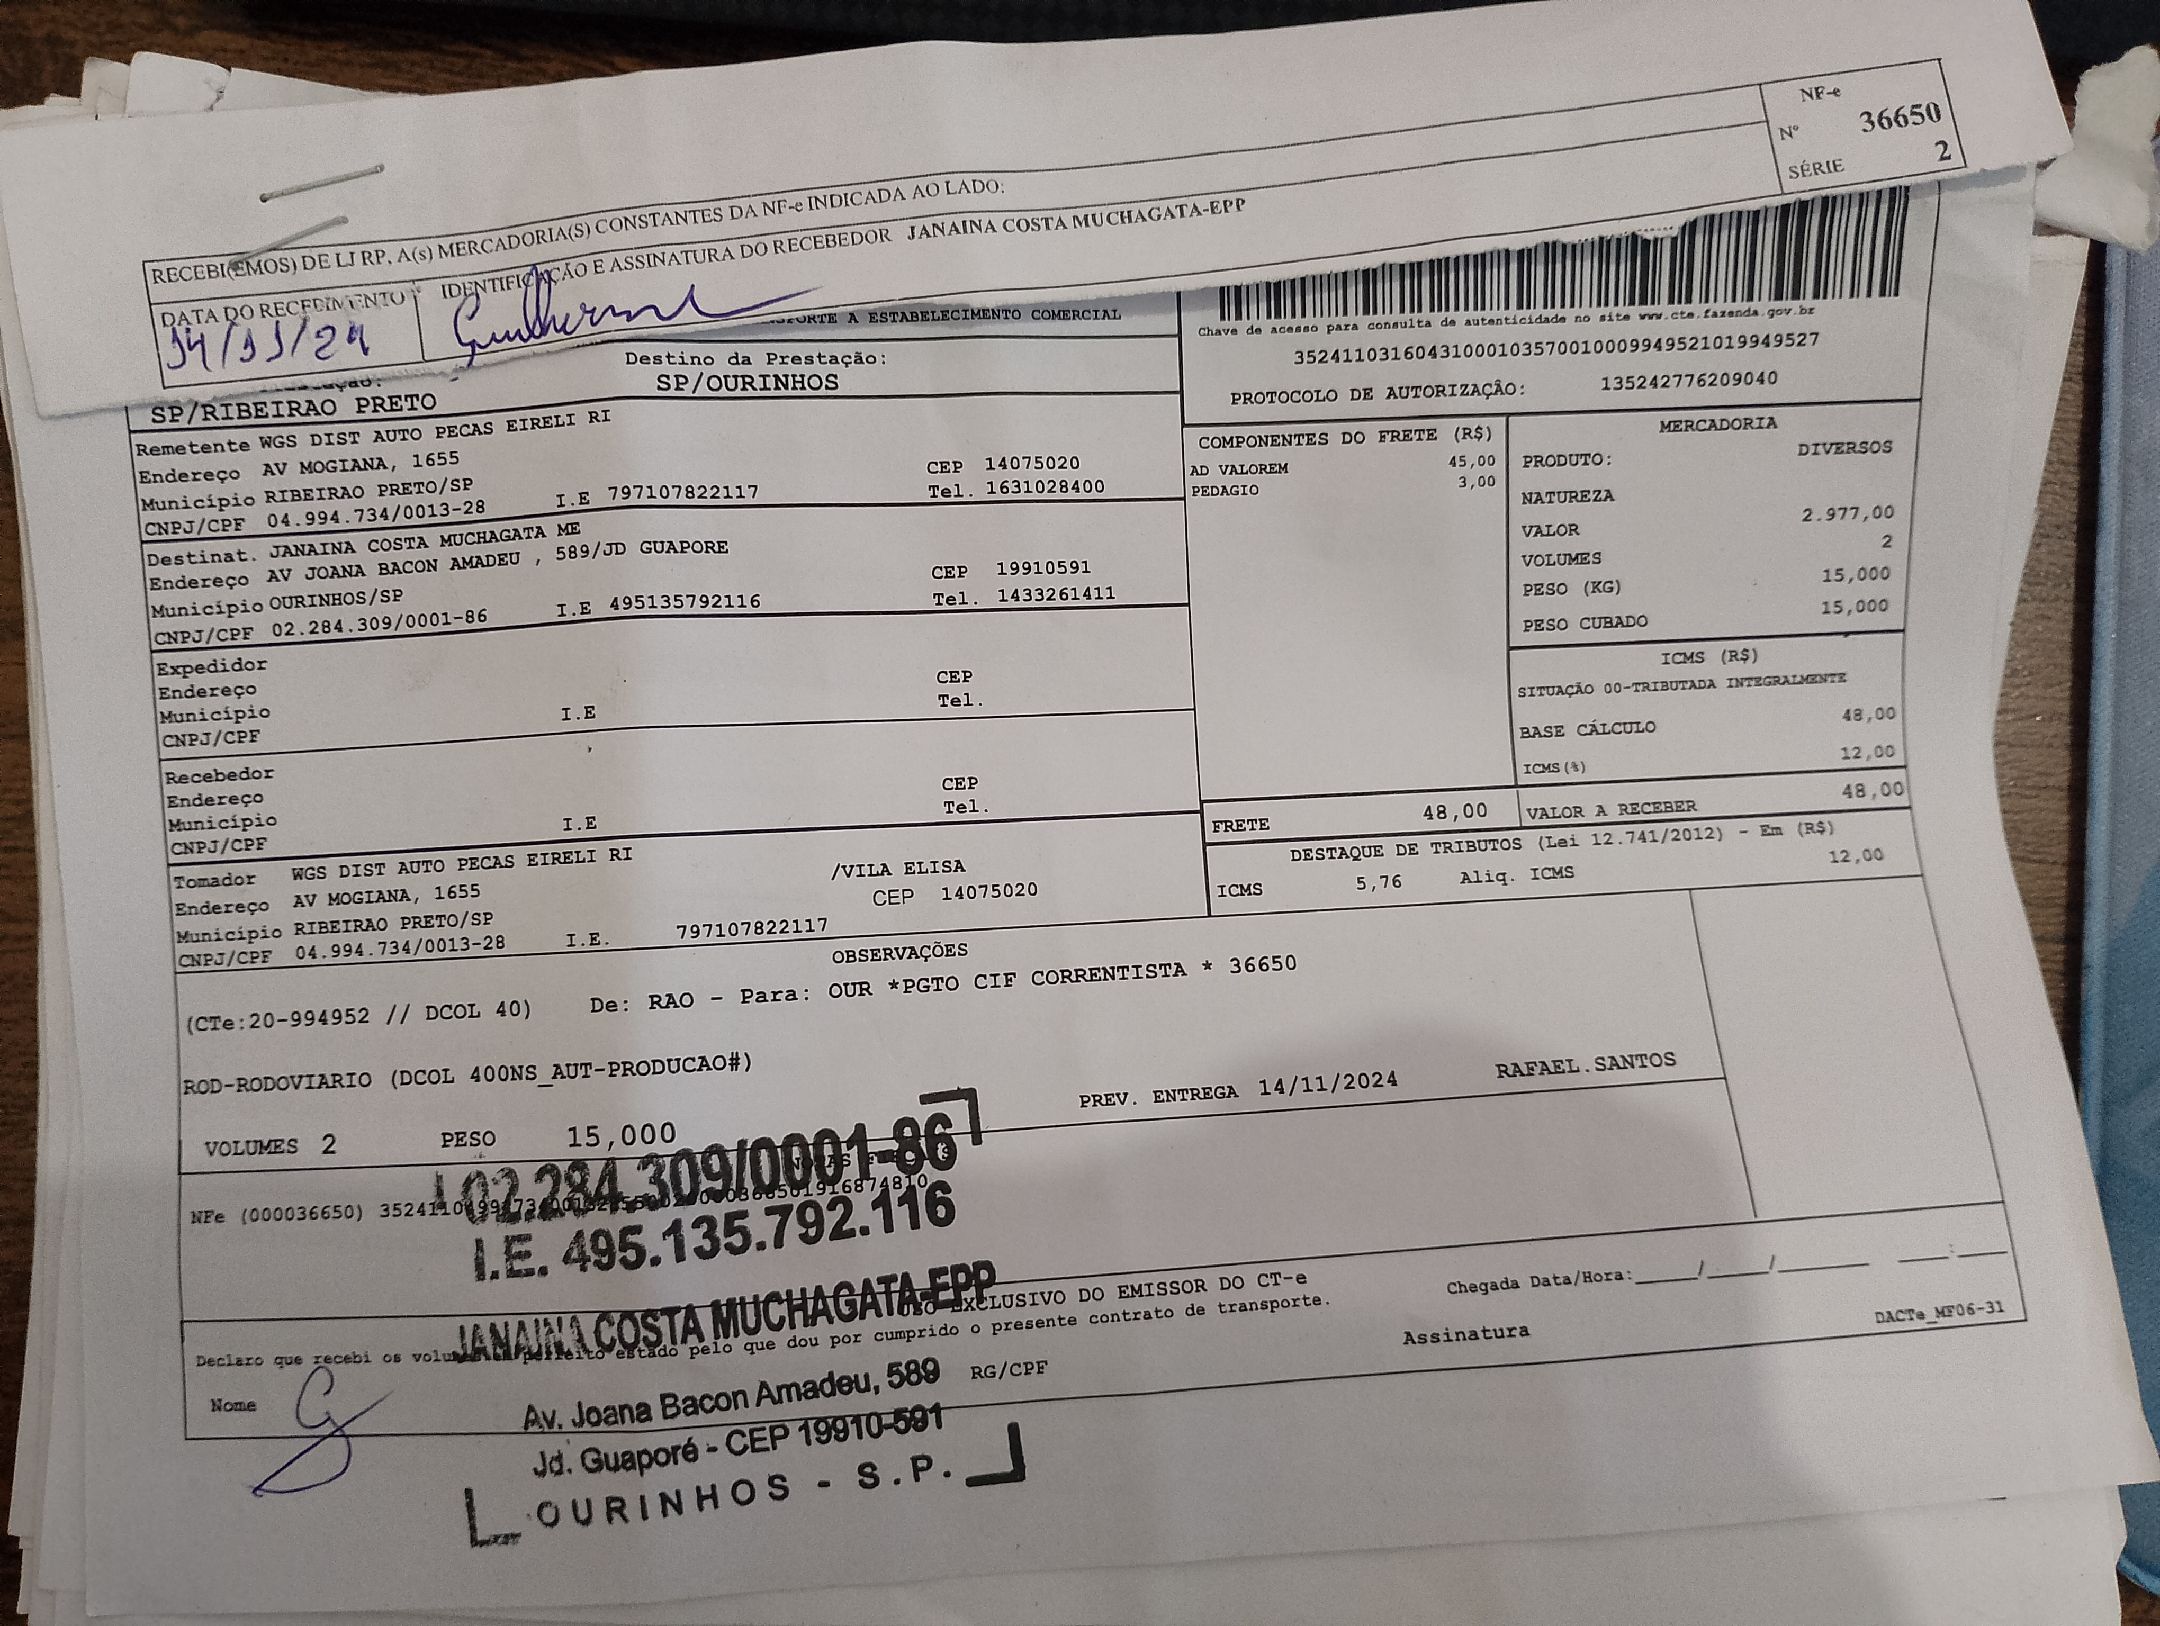 NF-e
Nº 36650
SÉRIE 2
RECEBI(EMOS) DE LJ RP, A(s) MERCADORIA(S) CONSTANTES DA NF-e INDICADA AO LADO:
DATA DO RECEBIMENTO IDENTIFICAÇÃO E ASSINATURA DO RECEBEDOR JANAINA COSTA MUCHAGATA-EPP
14/11/24 Guilherme
A ESTABELECIMENTO COMERCIAL
Chave de acesso para consulta de autenticidade no site www.cte.fazenda.gov.br
35241103160431000103570010009949521019949527
PROTOCOLO DE AUTORIZAÇÃO: 135242776209040
Destino da Prestação:
SP/RIBEIRAO PRETO SP/OURINHOS
Remetente WGS DIST AUTO PECAS EIRELI RI
Endereço AV MOGIANA, 1655 CEP 14075020
Município RIBEIRAO PRETO/SP Tel. 1631028400
CNPJ/CPF 04.994.734/0013-28 I.E 797107822117
Destinat. JANAINA COSTA MUCHAGATA ME
Endereço AV JOANA BACON AMADEU , 589/JD GUAPORE CEP 19910591
Município OURINHOS/SP Tel. 1433261411
CNPJ/CPF 02.284.309/0001-86 I.E 495135792116
Expedidor
Endereço CEP
Município I.E Tel.
CNPJ/CPF
Recebedor
Endereço CEP
Município I.E Tel.
CNPJ/CPF
Tomador WGS DIST AUTO PECAS EIRELI RI
Endereço AV MOGIANA, 1655 /VILA ELISA
Município RIBEIRAO PRETO/SP CEP 14075020
CNPJ/CPF 04.994.734/0013-28 I.E. 797107822117
COMPONENTES DO FRETE (R$)
AD VALOREM 45,00
PEDAGIO 3,00
MERCADORIA
PRODUTO: DIVERSOS
NATUREZA
VALOR 2.977,00
VOLUMES 2
PESO (KG) 15,000
PESO CUBADO 15,000
ICMS (R$)
SITUAÇÃO 00-TRIBUTADA INTEGRALMENTE
BASE CÁLCULO 48,00
ICMS(%) 12,00
FRETE 48,00 VALOR A RECEBER 48,00
DESTAQUE DE TRIBUTOS (Lei 12.741/2012) - Em (R$)
ICMS 5,76 Aliq. ICMS 12,00
OBSERVAÇÕES
(CTe:20-994952 // DCOL 40) De: RAO - Para: OUR *PGTO CIF CORRENTISTA * 36650
ROD-RODOVIARIO (DCOL 400NS_AUT-PRODUCAO#)
PREV. ENTREGA 14/11/2024 RAFAEL.SANTOS
VOLUMES 2 PESO 15,000
NFe (000036650)
02.284.309/0001-86
I.E. 495.135.792.116
JANAINA COSTA MUCHAGATA-EPP
Av. Joana Bacon Amadeu, 589
Jd. Guaporé - CEP 19910-591
OURINHOS - S.P.
USO EXCLUSIVO DO EMISSOR DO CT-e
Declaro que recebi os volumes em perfeito estado pelo que dou por cumprido o presente contrato de transporte.
Chegada Data/Hora:____/____/______ ___:___
Nome RG/CPF Assinatura
DACTe_MF06-31